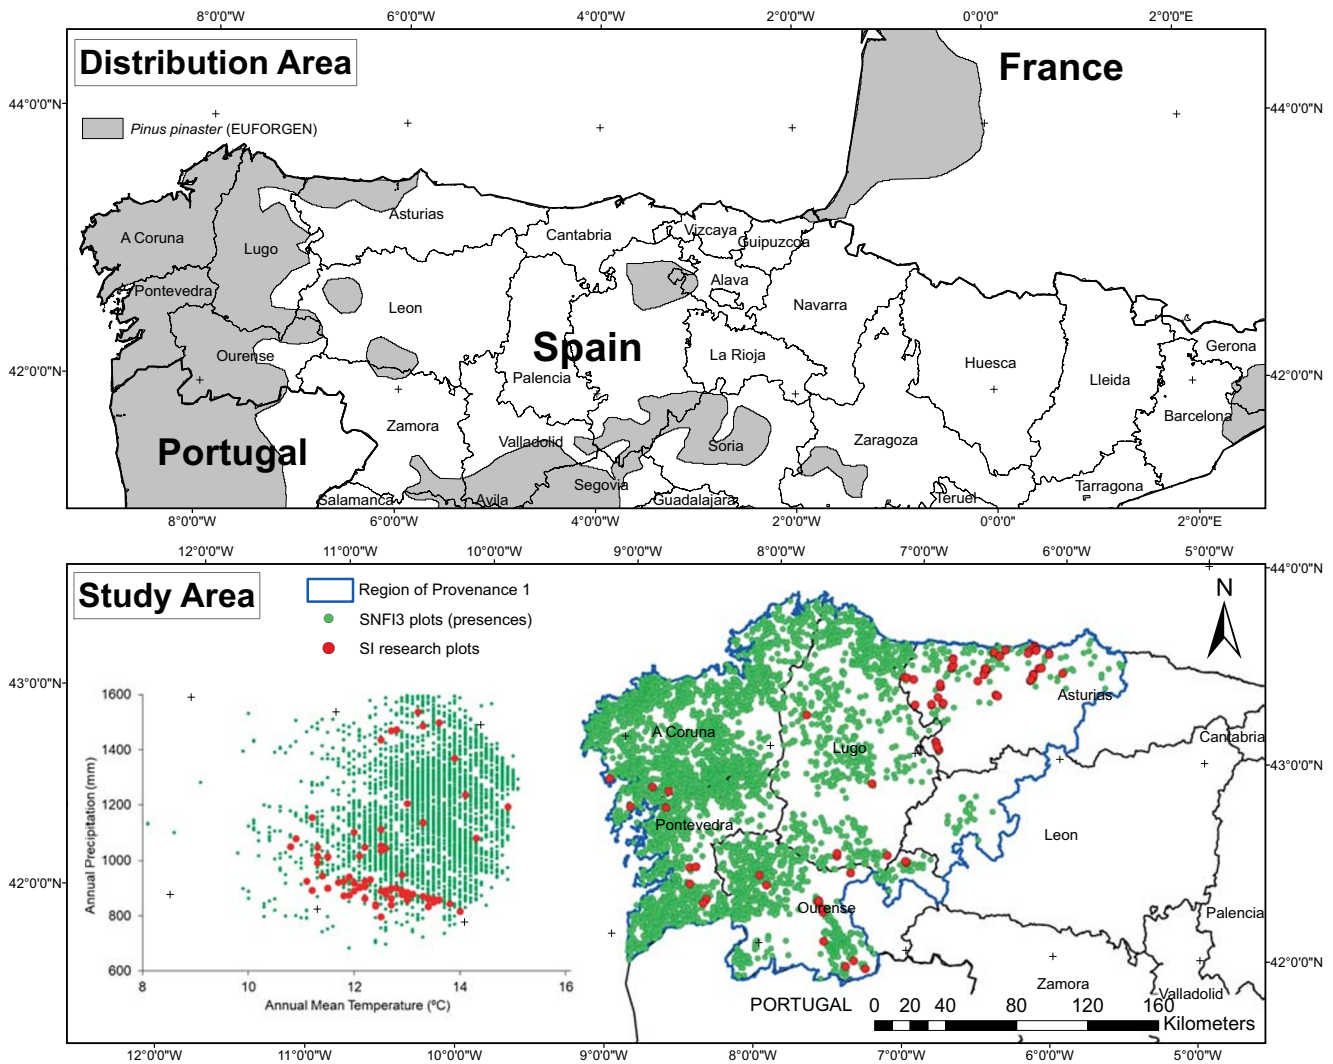 8°0'0"W 6°0'0"W 4°0'0"W 2°0'0"W 0°0'0" 2°0'0"E
Distribution Area
France
44°0'0"N 44°0'0"N
Pinus pinaster (EUFORGEN)
Asturias
A Coruna
Lugo
Cantabria
Vizcaya
Guipuzcoa
Pontevedra
Leon
Alava
Navarra
Ourense
Spain
La Rioja
Huesca
Gerona
42°0'0"N 42°0'0"N
Palencia
Lleida
Barcelona
Zamora
Valladolid
Soria
Zaragoza
Portugal
Salamanca
Avila
Segovia
Guadalajara
Teruel
Tarragona
8°0'0"W 6°0'0"W 4°0'0"W 2°0'0"W 0°0'0" 2°0'0"E
12°0'0"W 11°0'0"W 10°0'0"W 9°0'0"W 8°0'0"W 7°0'0"W 6°0'0"W 5°0'0"W
Study Area
Region of Provenance 1
SNFI3 plots (presences)
SI research plots
N
44°0'0"N
43°0'0"N
43°0'0"N
42°0'0"N
42°0'0"N
1600
1400
1200
1000
800
600
Annual Precipitation (mm)
8 10 12 14 16
Annual Mean Temperature (ºC)
A Coruna
Lugo
Asturias
Cantabria
Pontevedra
Leon
Ourense
Palencia
Zamora
Valladolid
PORTUGAL
0 20 40 80 120 160
Kilometers
12°0'0"W 11°0'0"W 10°0'0"W 9°0'0"W 8°0'0"W 7°0'0"W 6°0'0"W 5°0'0"W